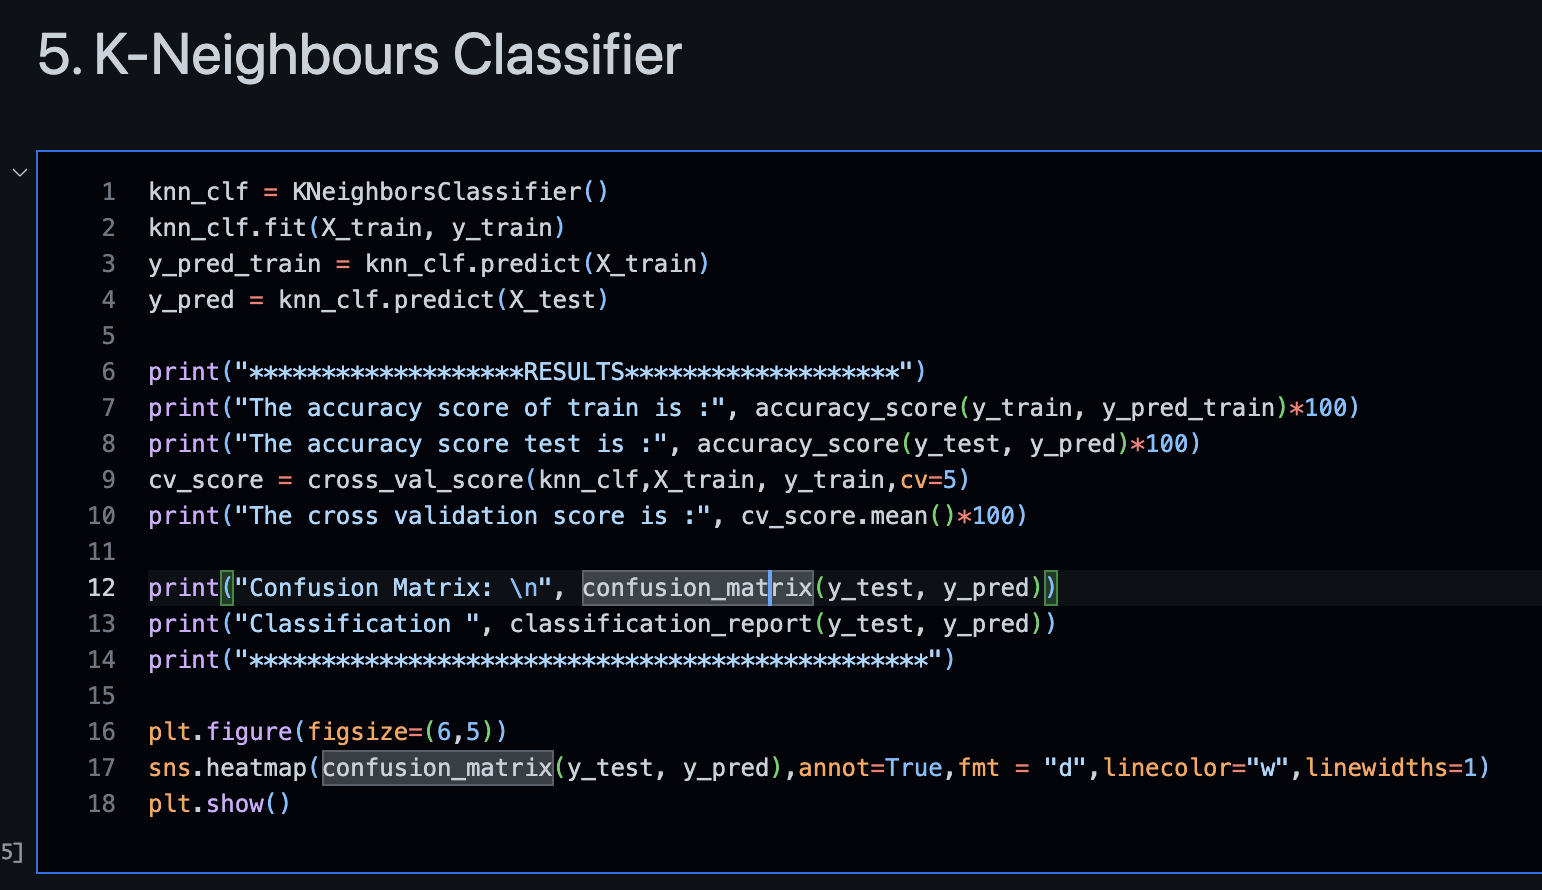 5. K-Neighbours Classifier
1 knn_clf = KNeighborsClassifier()
2 knn_clf.fit(X_train, y_train)
3 y_pred_train = knn_clf.predict(X_train)
4 y_pred = knn_clf.predict(X_test)
5
6 print("*******************RESULTS*******************")
7 print("The accuracy score of train is :", accuracy_score(y_train, y_pred_train)*100)
8 print("The accuracy score test is :", accuracy_score(y_test, y_pred)*100)
9 cv_score = cross_val_score(knn_clf,X_train, y_train,cv=5)
10 print("The cross validation score is :", cv_score.mean()*100)
11
12 print("Confusion Matrix: \n", confusion_matrix(y_test, y_pred))
13 print("Classification ", classification_report(y_test, y_pred))
14 print("***********************************************")
15
16 plt.figure(figsize=(6,5))
17 sns.heatmap(confusion_matrix(y_test, y_pred),annot=True,fmt = "d",linecolor="w",linewidths=1)
18 plt.show()
5]